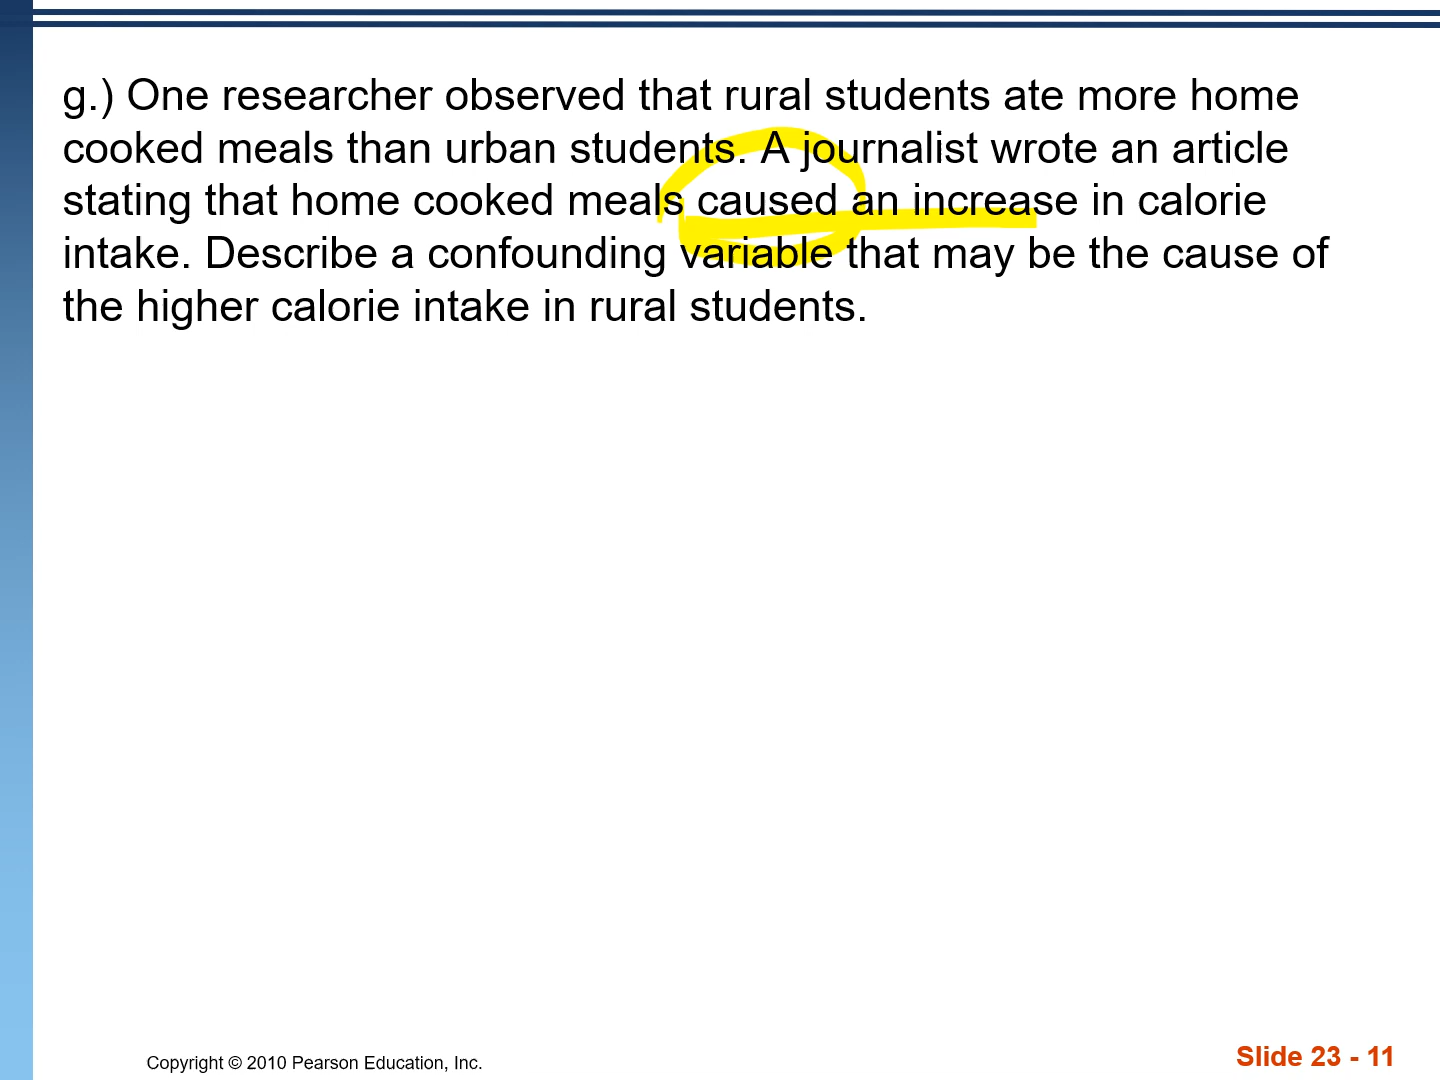 g.) One researcher observed that rural students ate more home
cooked meals than urban students. A journalist wrote an article
stating that home cooked meals caused an increase in calorie
intake. Describe a confounding variable that may be the cause of
the higher calorie intake in rural students.
Copyright © 2010 Pearson Education, Inc.
Slide 23 - 11